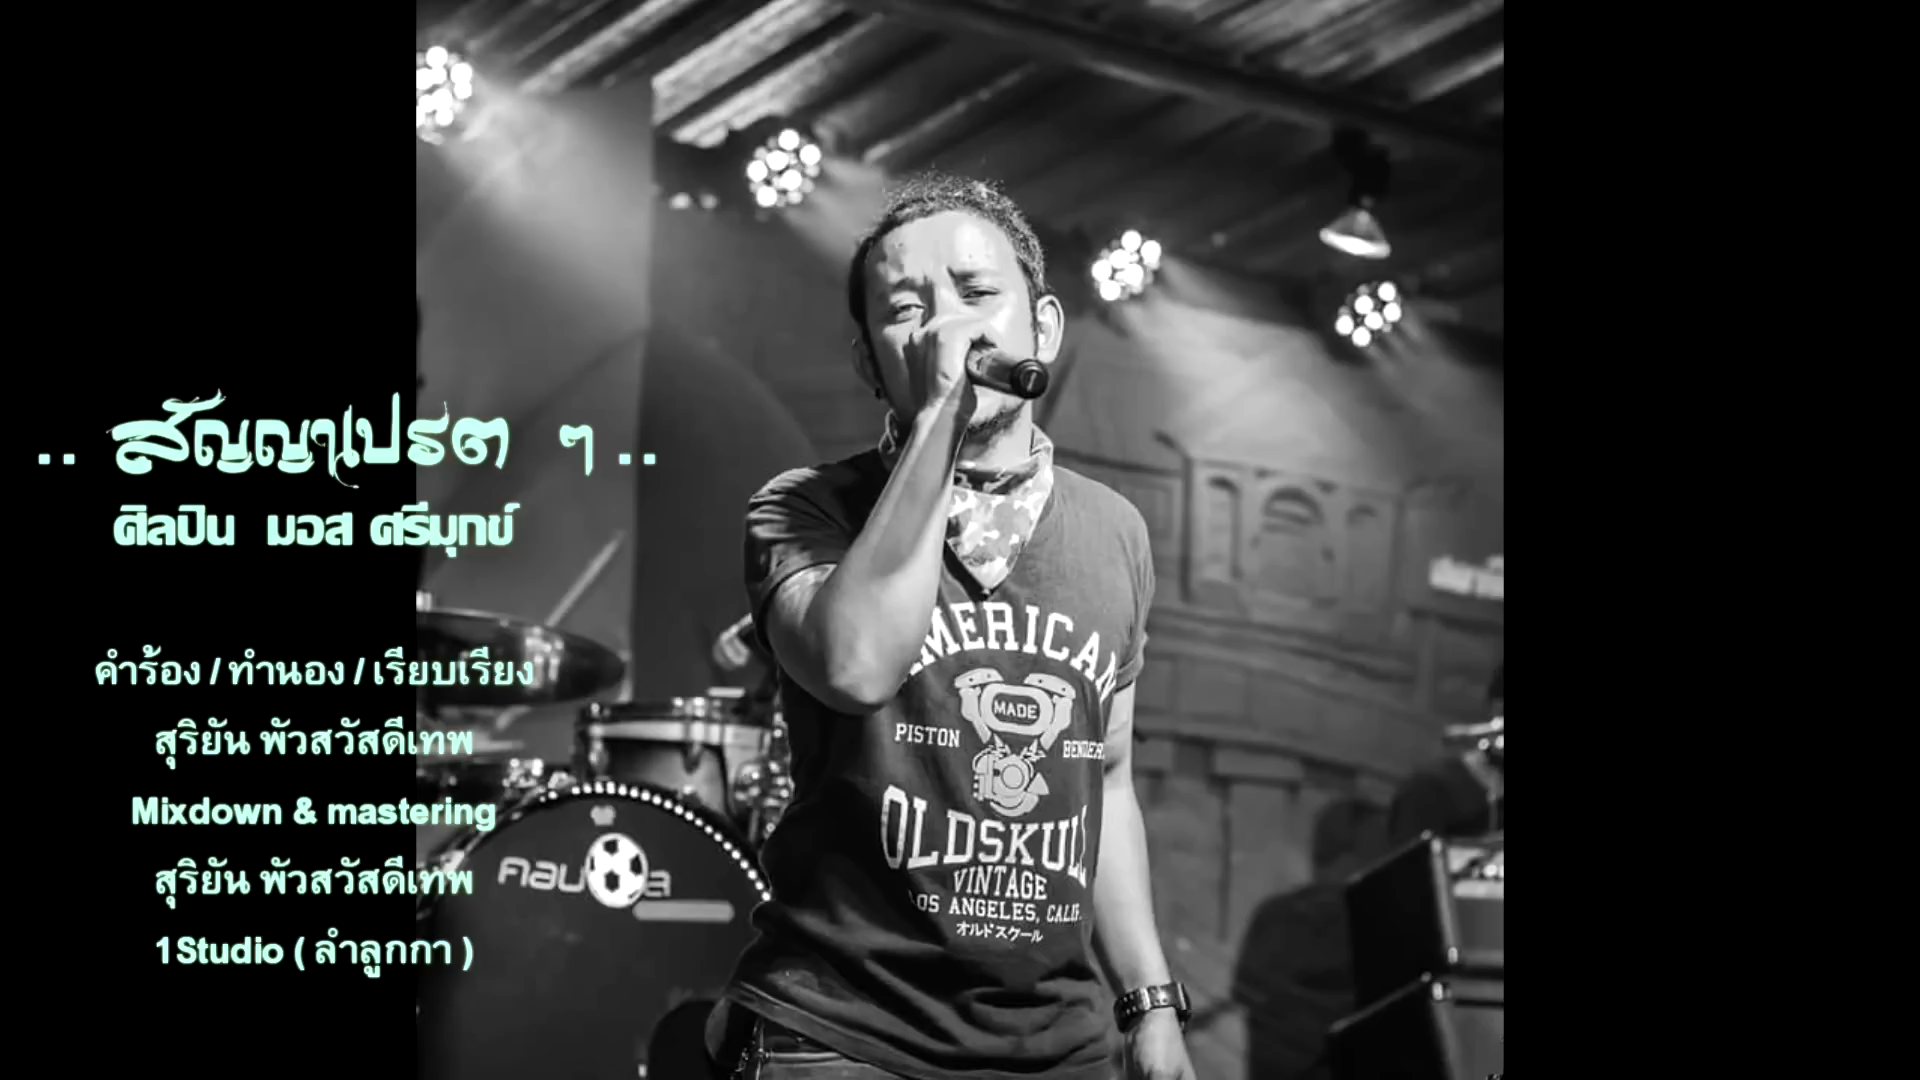 .. สัญญาเปรต ๆ ..
ศิลปิน มอส ศรีมุกข์
คำร้อง / ทำนอง / เรียบเรียง
สุริยัน พัวสวัสดีเทพ
Mixdown & mastering
สุริยัน พัวสวัสดีเทพ
1Studio ( ลำลูกกา )
AMERICAN
MADE
PISTON
BENDERS
OLDSKULL
VINTAGE
LOS ANGELES, CALIF.
オルドスクール